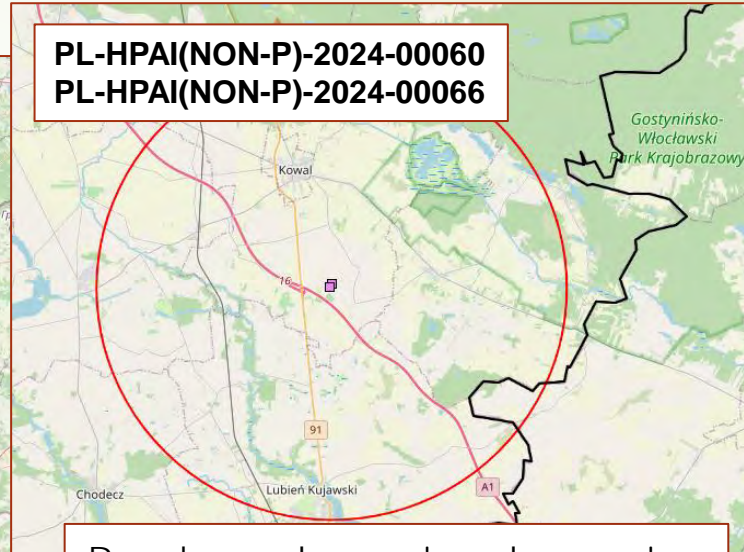 PL-HPAI(NON-P)-2024-00060
PL-HPAI(NON-P)-2024-00066
Gostynińsko-
Włocławski
Park Krajobrazowy
Kowal
16
91
Chodecz
Lubień Kujawski
A1